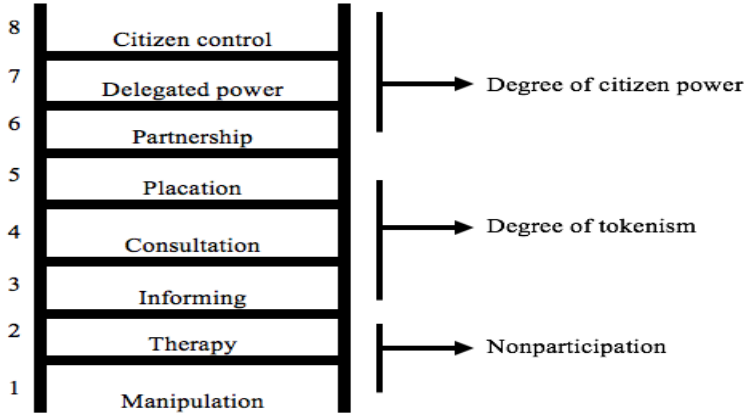 8
Citizen control
7
Delegated power
Degree of citizen power
6
Partnership
5
Placation
4
Consultation
Degree of tokenism
3
Informing
2
Therapy
Nonparticipation
1
Manipulation